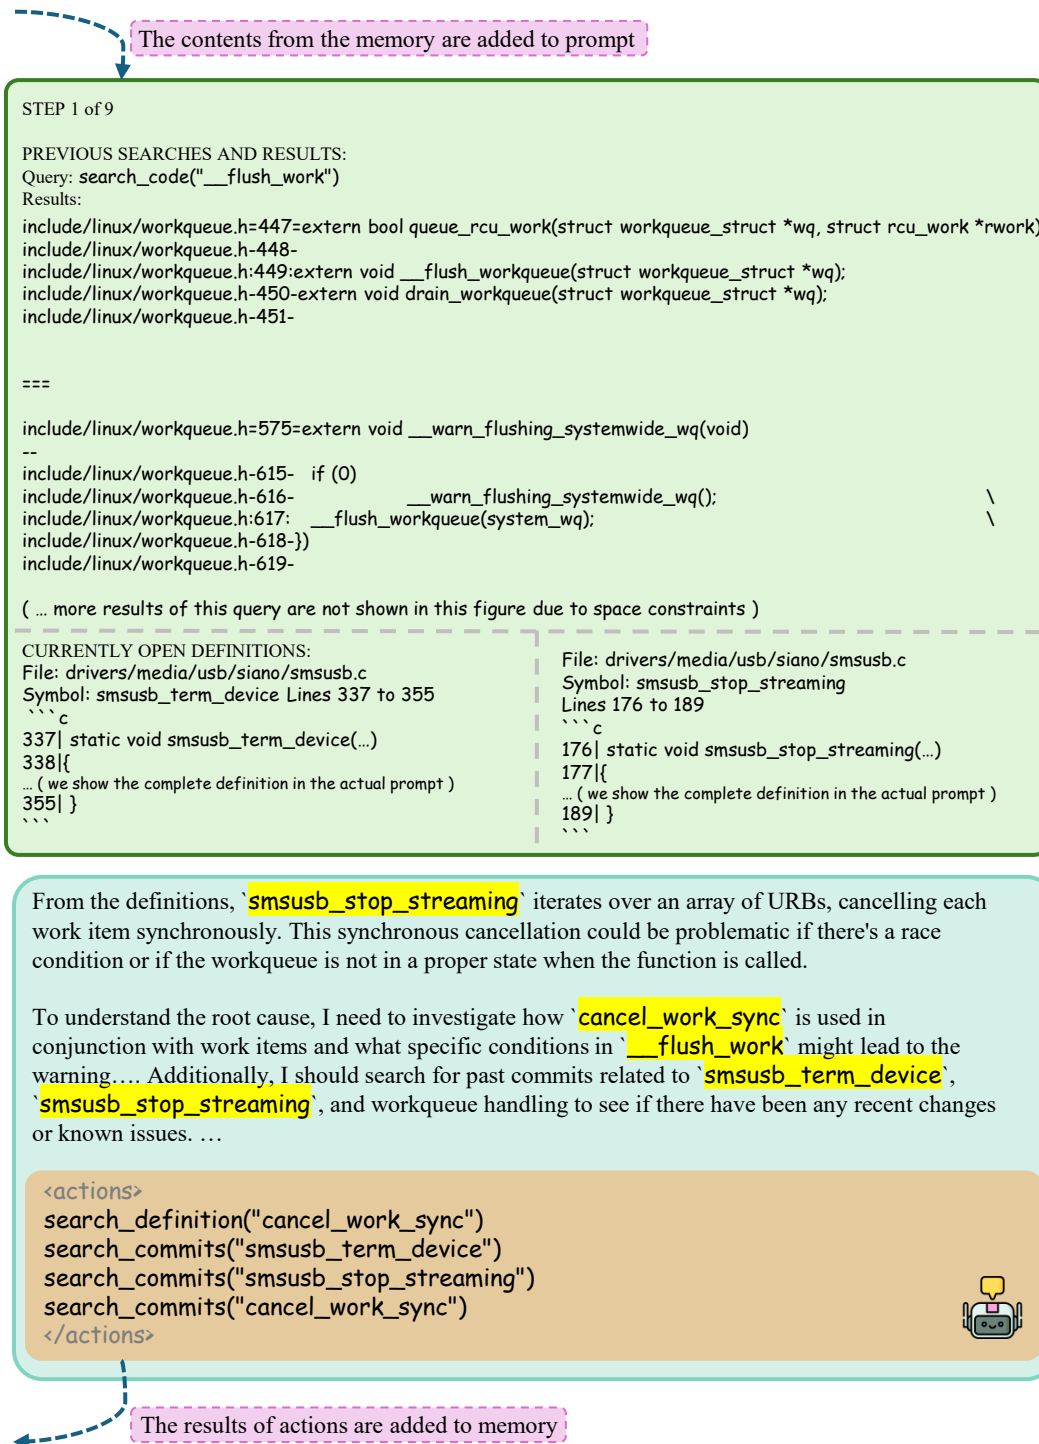 The contents from the memory are added to prompt
STEP 1 of 9
PREVIOUS SEARCHES AND RESULTS:
Query: search_code("__flush_work")
Results:
include/linux/workqueue.h=447=extern bool queue_rcu_work(struct workqueue_struct *wq, struct rcu_work *rwork)
include/linux/workqueue.h-448-
include/linux/workqueue.h:449:extern void __flush_workqueue(struct workqueue_struct *wq);
include/linux/workqueue.h-450-extern void drain_workqueue(struct workqueue_struct *wq);
include/linux/workqueue.h-451-
===
include/linux/workqueue.h=575=extern void __warn_flushing_systemwide_wq(void)
--
include/linux/workqueue.h-615- if (0)
include/linux/workqueue.h-616- __warn_flushing_systemwide_wq(); \
include/linux/workqueue.h:617: __flush_workqueue(system_wq); \
include/linux/workqueue.h-618-})
include/linux/workqueue.h-619-
( … more results of this query are not shown in this figure due to space constraints )
CURRENTLY OPEN DEFINITIONS:
File: drivers/media/usb/siano/smsusb.c
Symbol: smsusb_term_device Lines 337 to 355
```c
337| static void smsusb_term_device(…)
338|{
… ( we show the complete definition in the actual prompt )
355| }
```
File: drivers/media/usb/siano/smsusb.c
Symbol: smsusb_stop_streaming
Lines 176 to 189
```c
176| static void smsusb_stop_streaming(…)
177|{
… ( we show the complete definition in the actual prompt )
189| }
```
From the definitions, `smsusb_stop_streaming` iterates over an array of URBs, cancelling each
work item synchronously. This synchronous cancellation could be problematic if there's a race
condition or if the workqueue is not in a proper state when the function is called.
To understand the root cause, I need to investigate how `cancel_work_sync` is used in
conjunction with work items and what specific conditions in `__flush_work` might lead to the
warning…. Additionally, I should search for past commits related to `smsusb_term_device`,
`smsusb_stop_streaming`, and workqueue handling to see if there have been any recent changes
or known issues. …
<actions>
search_definition("cancel_work_sync")
search_commits("smsusb_term_device")
search_commits("smsusb_stop_streaming")
search_commits("cancel_work_sync")
</actions>
The results of actions are added to memory